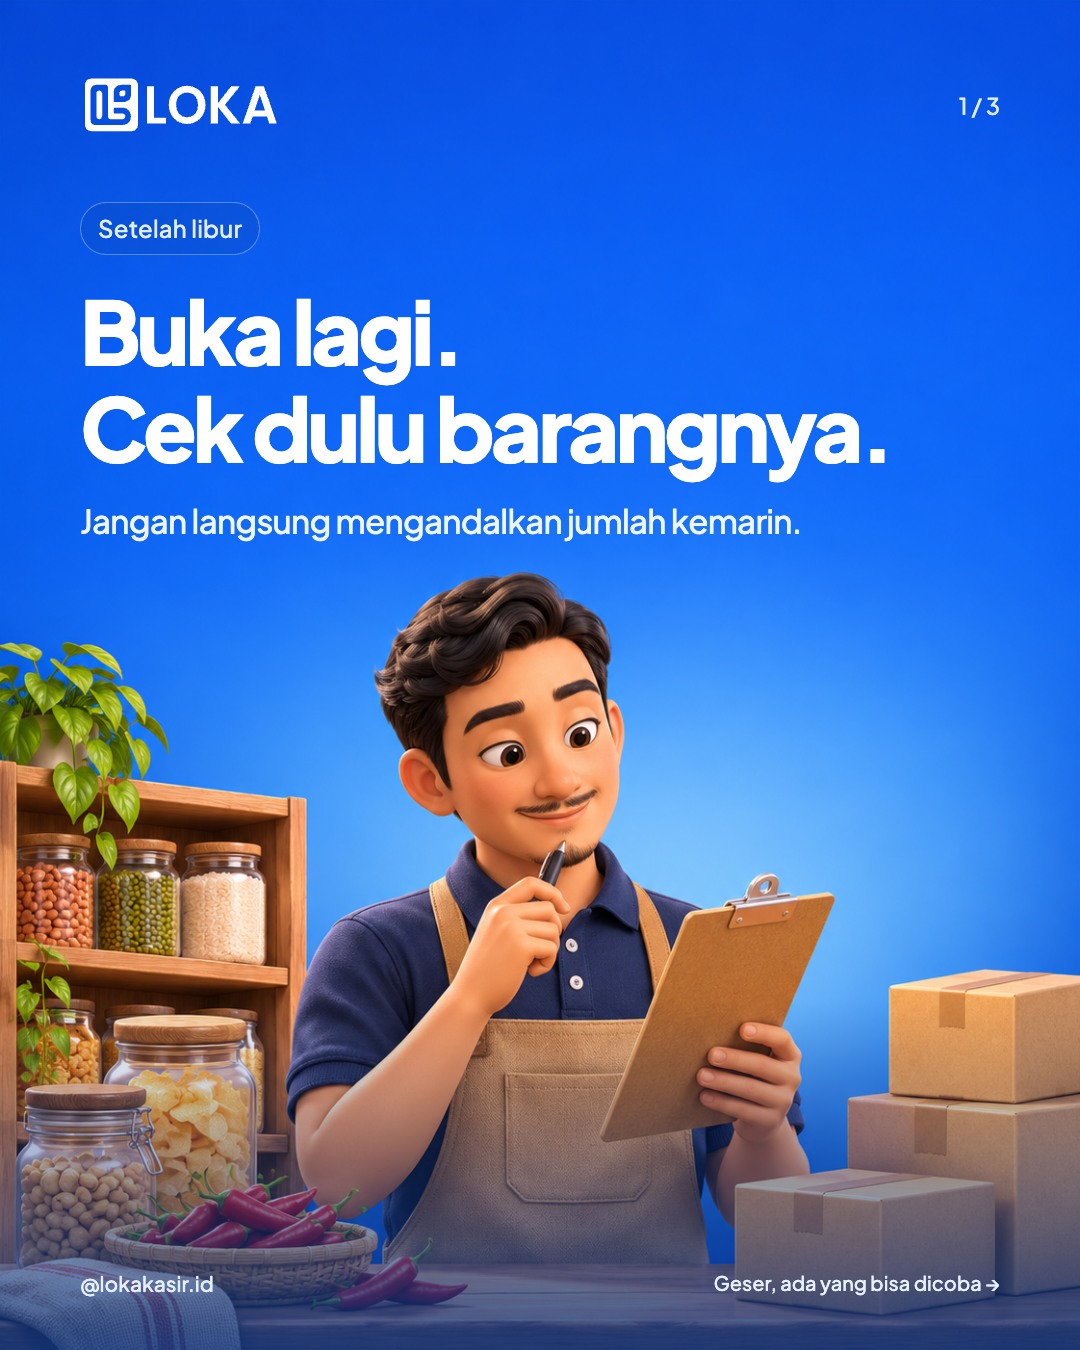 LOKA
1 / 3
Setelah libur
Buka lagi.
Cek dulu barangnya.
Jangan langsung mengandalkan jumlah kemarin.
@lokakasir.id
Geser, ada yang bisa dicoba →